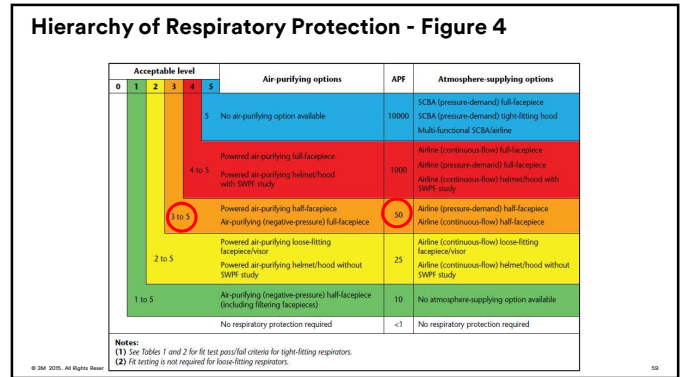 Hierarchy of Respiratory Protection - Figure 4
Acceptable level
Air-purifying options
APF
Atmosphere-supplying options
0 1 2 3 4 5
5
No air-purifying option available
10000
SCBA (pressure-demand) full-facepiece
SCBA (pressure-demand) tight-fitting hood
Multi-functional SCBA/airline
4 to 5
Powered air-purifying full-facepiece
Powered air-purifying helmet/hood
with SWPF study
1000
Airline (continuous-flow) full-facepiece
Airline (pressure-demand) full-facepiece
Airline (continuous-flow) helmet/hood with
SWPF study
3 to 5
Powered air-purifying half-facepiece
Air-purifying (negative-pressure) full-facepiece
50
Airline (pressure-demand) half-facepiece
Airline (continuous-flow) half-facepiece
2 to 5
Powered air-purifying loose-fitting
facepiece/visor
Powered air-purifying helmet/hood without
SWPF study
25
Airline (continuous-flow) loose-fitting
facepiece/visor
Airline (continuous-flow) helmet/hood without
SWPF study
1 to 5
Air-purifying (negative-pressure) half-facepiece
(including filtering facepieces)
10
No atmosphere-supplying option available
No respiratory protection required
<1
No respiratory protection required
Notes:
(1) See Tables 1 and 2 for fit test pass/fail criteria for tight-fitting respirators.
(2) Fit testing is not required for loose-fitting respirators.
© 3M 2015. All Rights Reser
59